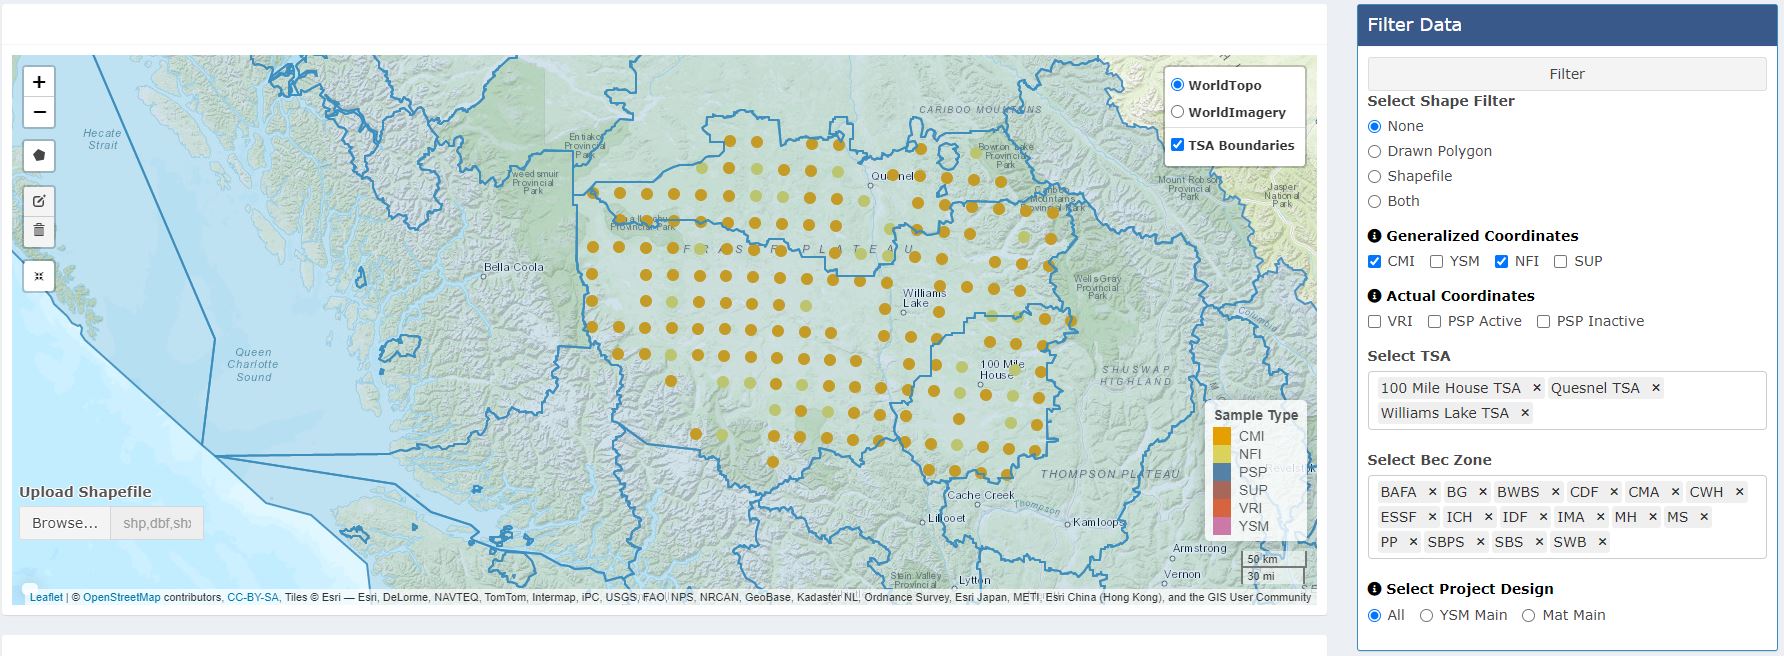 +
−
WorldTopo
WorldImagery
TSA Boundaries
CARIBOO MOUNTAINS
Hecate
Strait
Provincial
Park
Bowron Lake
Provincial
Park
Mount Robson
Provincial
Park
Jasper
National
Park
Provincial
Park
Cariboo
Mountains
Provincial Park
Provincial Park
FRASER PLATEAU
Bella Coola
Wells Gray
Provincial
Park
Williams
Lake
Columbia
Queen
Charlotte
Sound
100 Mile
House
SHUSWAP
HIGHLAND
Sample Type
CMI
NFI
PSP
SUP
VRI
YSM
THOMPSON PLATEAU
Revelstok
Cache Creek
Thompson
Lillooet
Kamloops
Armstrong
Vernon
Stein Valley
Provincial
Lytton
50 km
30 mi
Upload Shapefile
Browse...
shp,dbf,sh
Leaflet | © OpenStreetMap contributors, CC-BY-SA, Tiles © Esri — Esri, DeLorme, NAVTEQ, TomTom, Intermap, iPC, USGS, FAO, NPS, NRCAN, GeoBase, Kadaster NL, Ordnance Survey, Esri Japan, METI, Esri China (Hong Kong), and the GIS User Community
Filter Data
Filter
Select Shape Filter
None
Drawn Polygon
Shapefile
Both
Generalized Coordinates
CMI YSM NFI SUP
Actual Coordinates
VRI PSP Active PSP Inactive
Select TSA
100 Mile House TSA × Quesnel TSA ×
Williams Lake TSA ×
Select Bec Zone
BAFA × BG × BWBS × CDF × CMA × CWH ×
ESSF × ICH × IDF × IMA × MH × MS ×
PP × SBPS × SBS × SWB ×
Select Project Design
All YSM Main Mat Main